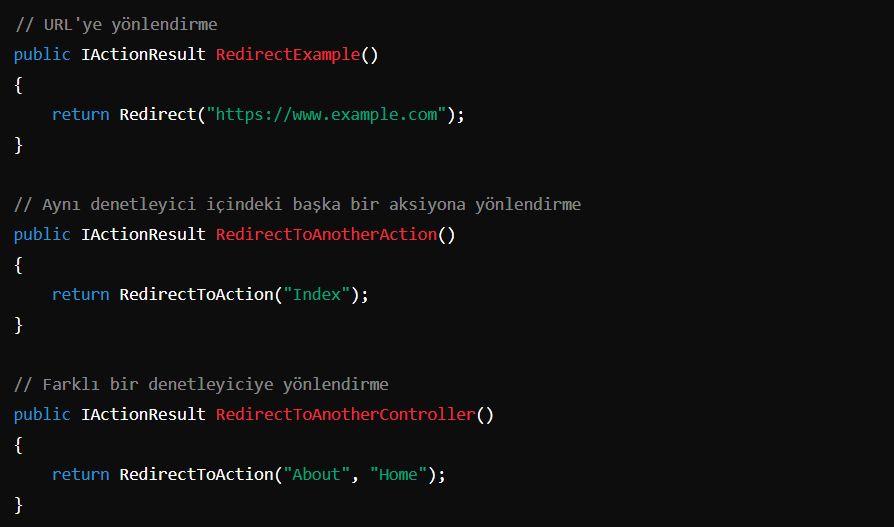 // URL'ye yönlendirme
public IActionResult RedirectExample()
{
    return Redirect("https://www.example.com");
}

// Aynı denetleyici içindeki başka bir aksiyona yönlendirme
public IActionResult RedirectToAnotherAction()
{
    return RedirectToAction("Index");
}

// Farklı bir denetleyiciye yönlendirme
public IActionResult RedirectToAnotherController()
{
    return RedirectToAction("About", "Home");
}